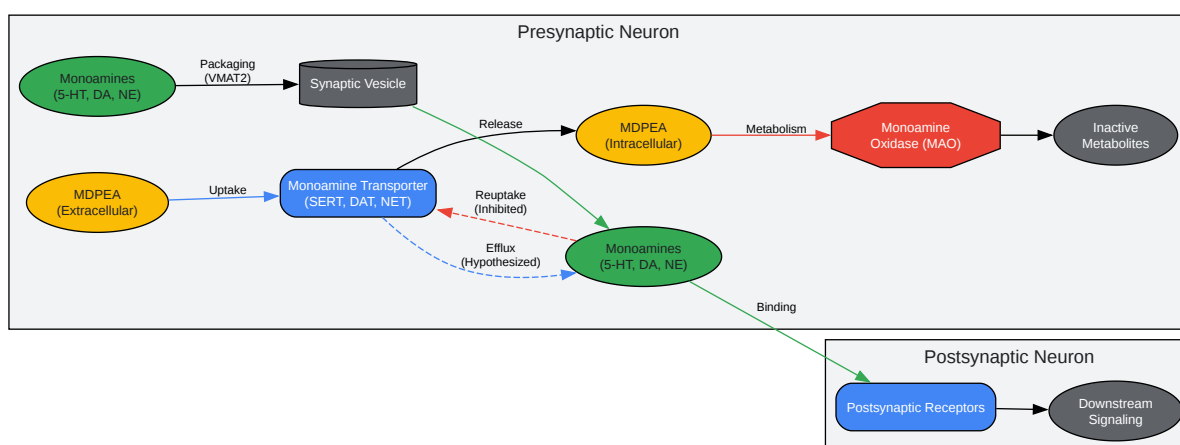 Presynaptic Neuron
Monoamines
(5-HT, DA, NE)
Packaging
(VMAT2)
Synaptic Vesicle
Release
MDPEA
(Intracellular)
Metabolism
Monoamine
Oxidase (MAO)
Inactive
Metabolites
MDPEA
(Extracellular)
Uptake
Monoamine Transporter
(SERT, DAT, NET)
Reuptake
(Inhibited)
Efflux
(Hypothesized)
Monoamines
(5-HT, DA, NE)
Binding
Postsynaptic Neuron
Postsynaptic Receptors
Downstream
Signaling